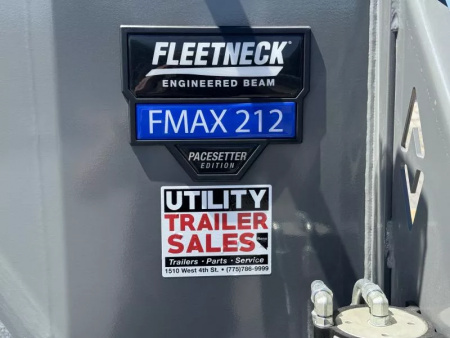 FLEETNECK
ENGINEERED BEAM
FMAX 212
PACESETTER
EDITION
UTILITY
TRAILER
SALES
Trailers • Parts • Service
1510 West 4th St. • (775)786-9999